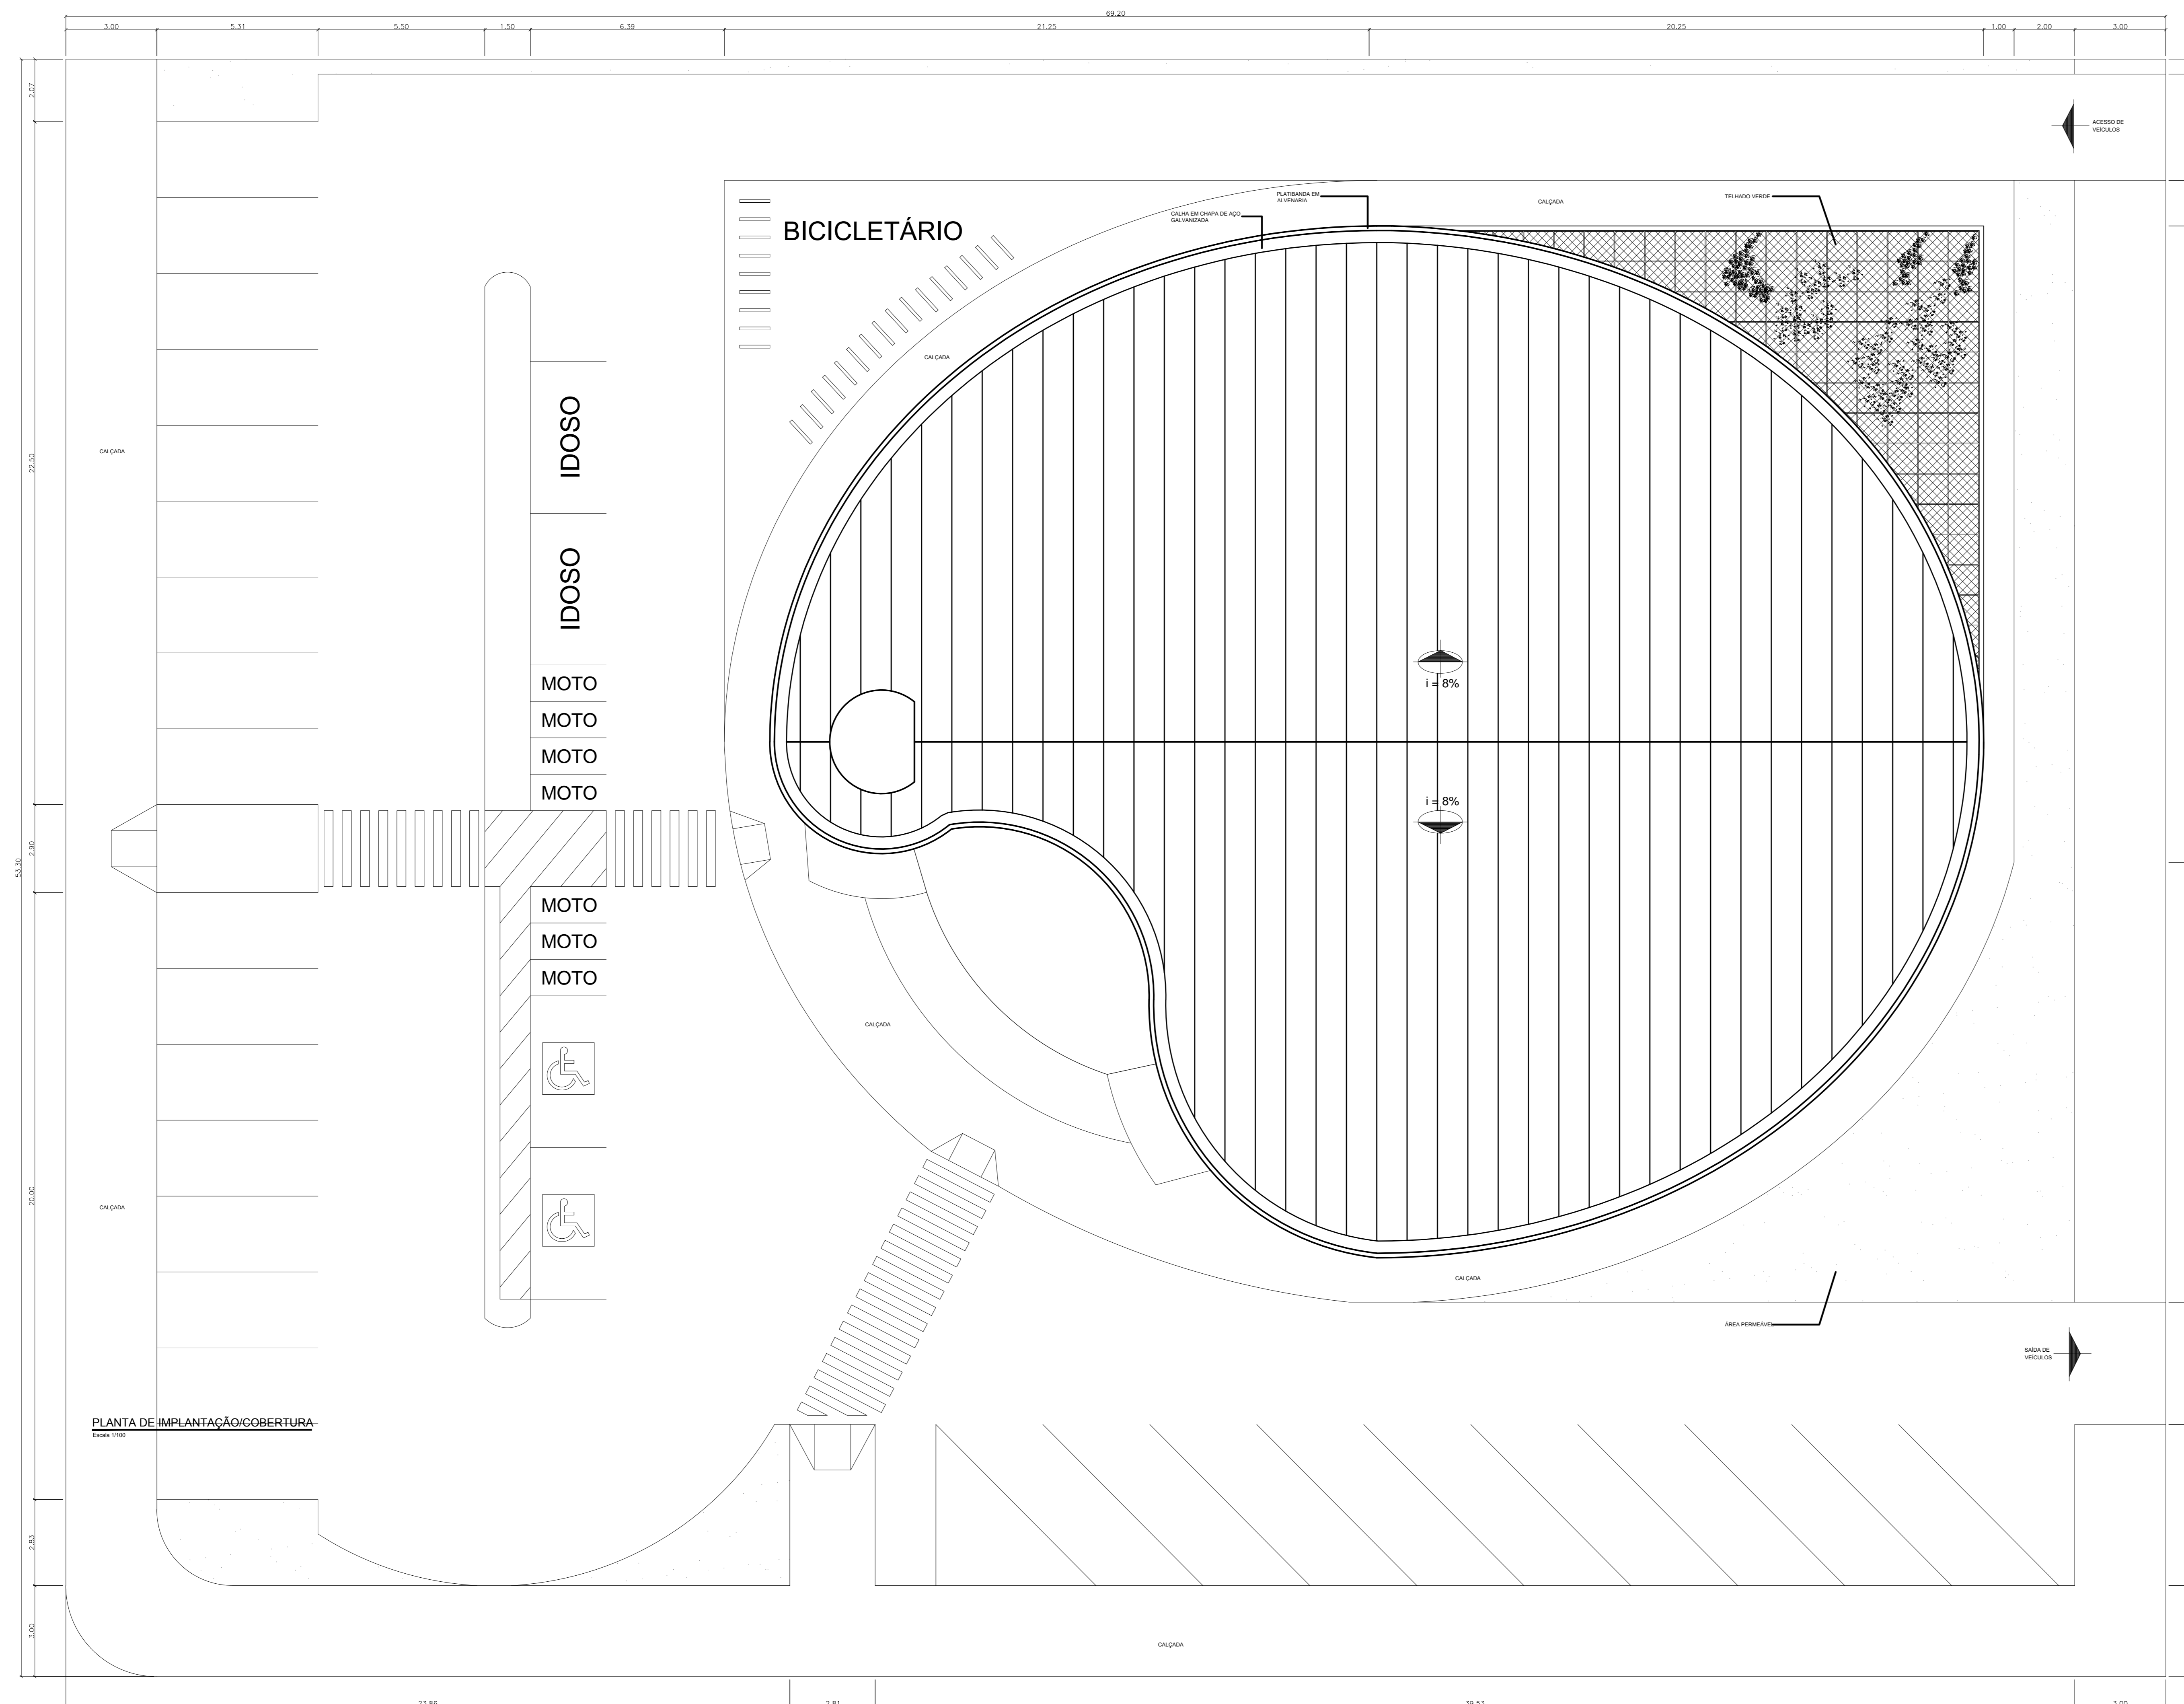 69.20
3.00
5.31
5.50
1.50
6.39
21.25
20.25
1.00
2.00
3.00
2.07
ACESSO DE
VEÍCULOS
PLATIBANDA EM
ALVENARIA
TELHADO VERDE
CALÇADA
CALHA EM CHAPA DE AÇO
GALVANIZADA
BICICLETÁRIO
CALÇADA
IDOSO
CALÇADA
22.50
IDOSO
MOTO
i = 8%
MOTO
MOTO
MOTO
i = 8%
2.90
53.30
MOTO
MOTO
MOTO
CALÇADA
20.00
CALÇADA
CALÇADA
ÁREA PERMEÁVEL
SAÍDA DE
VEÍCULOS
PLANTA DE IMPLANTAÇÃO/COBERTURA
Escala 1/100
2.83
3.00
CALÇADA
23.86
2.81
39.53
3.00